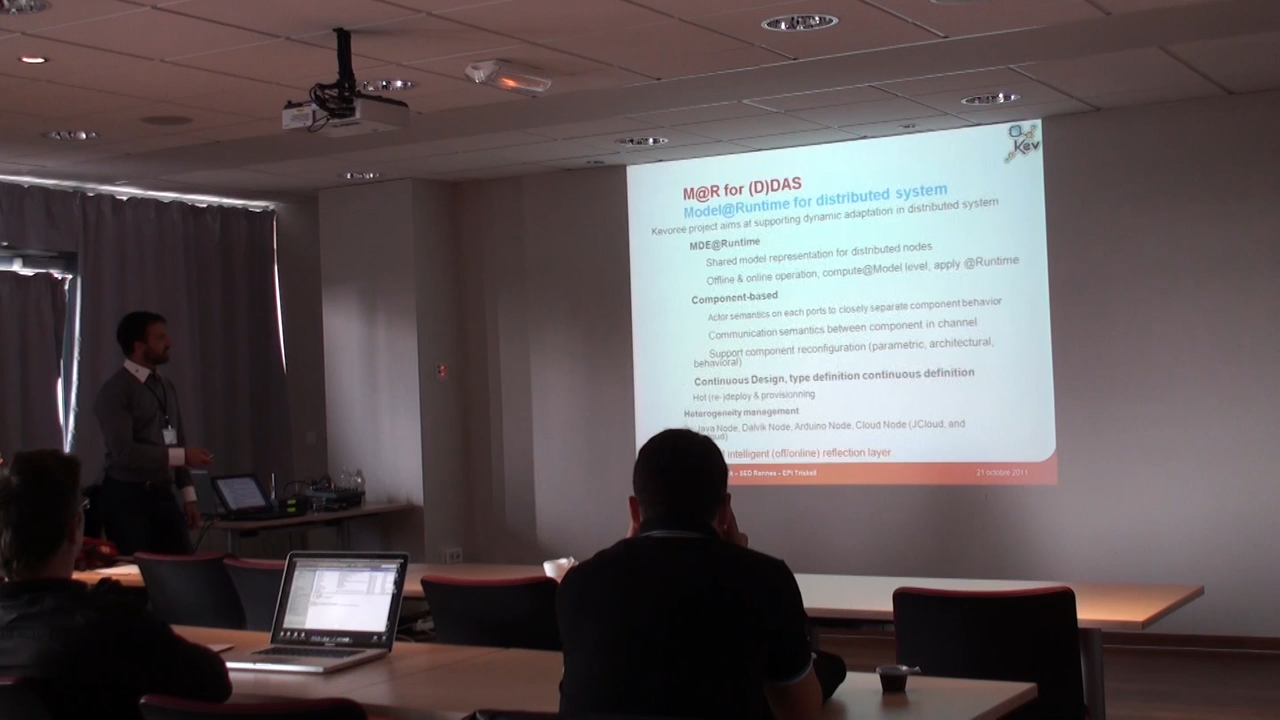 Kev
M@R for (D)DAS
Model@Runtime for distributed system
Kevoree project aims at supporting dynamic adaptation in distributed system
MDE@Runtime
Shared model representation for distributed nodes
Offline & online operation, compute@Model level, apply @Runtime
Component-based
Actor semantics on each ports to closely separate component behavior
Communication semantics between component in channel
Support component reconfiguration (parametric, architectural,
behavioral)
Continuous Design, type definition continuous definition
Hot (re-)deploy & provisionning
Heterogeneity management
Java Node, Dalvik Node, Arduino Node, Cloud Node (JCloud, and
intelligent (off/online) reflection layer
– SED Rennes – EPI Triskell
21 octobre 2011